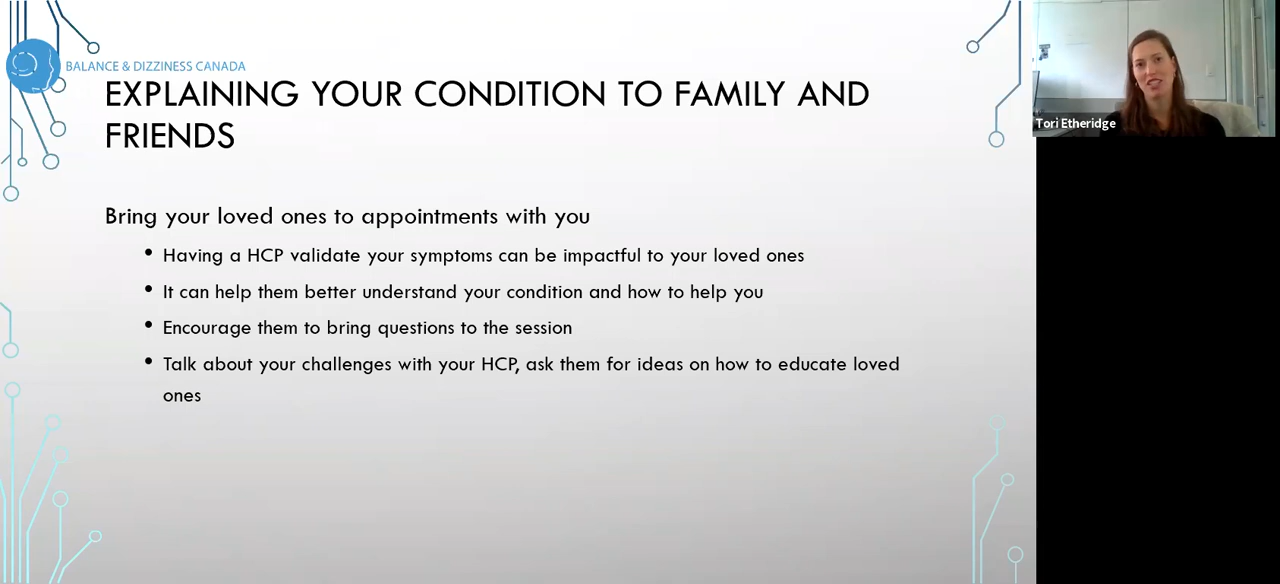 BALANCE & DIZZINESS CANADA
EXPLAINING YOUR CONDITION TO FAMILY AND
FRIENDS
Bring your loved ones to appointments with you
• Having a HCP validate your symptoms can be impactful to your loved ones
• It can help them better understand your condition and how to help you
• Encourage them to bring questions to the session
• Talk about your challenges with your HCP, ask them for ideas on how to educate loved
ones
Tori Etheridge